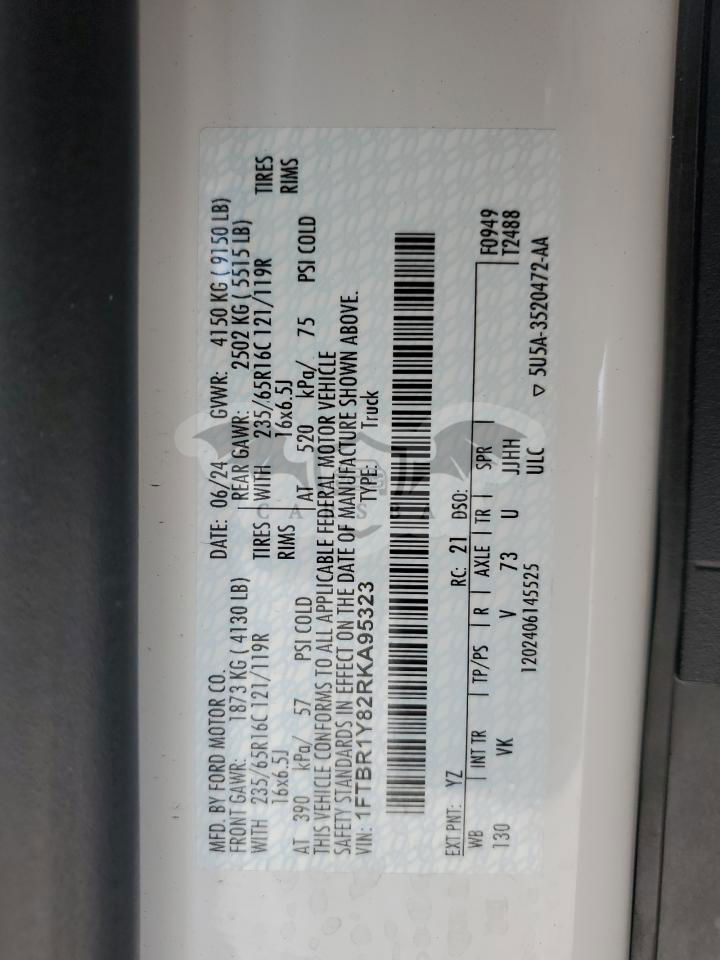 MFD. BY FORD MOTOR CO. DATE: 06/24 GVWR: 4150 KG ( 9150 LB)
FRONT GAWR: 1873 KG ( 4130 LB) REAR GAWR: 2502 KG ( 5515 LB)
WITH 235/65R16C 121/119R TIRES WITH 235/65R16C 121/119R TIRES
16x6.5J RIMS 16x6.5J RIMS
AT 390 kPa/ 57 PSI COLD AT 520 kPa/ 75 PSI COLD
THIS VEHICLE CONFORMS TO ALL APPLICABLE FEDERAL MOTOR VEHICLE
SAFETY STANDARDS IN EFFECT ON THE DATE OF MANUFACTURE SHOWN ABOVE.
VIN: 1FTBR1Y82RKA95323 TYPE: Truck
EXT PNT: YZ RC: 21 DSO: F0949
WB INT TR TP/PS R AXLE TR SPR T2488
130 VK V 73 U JJHH
1202406145525 ULC ▽ 5U5A-3520472-AA